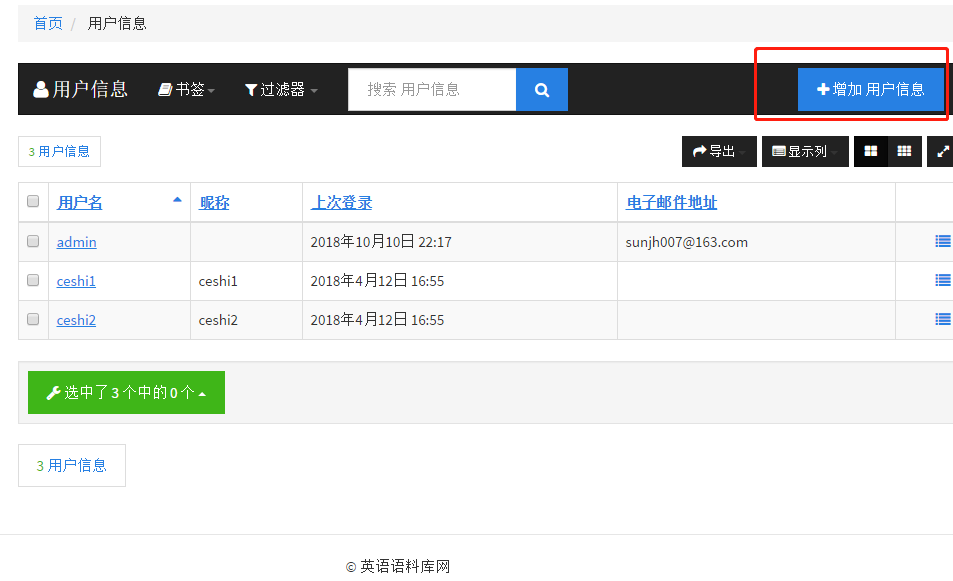 首页 / 用户信息
用户信息 书签 过滤器 搜索 用户信息 增加 用户信息
3 用户信息 导出 显示列
用户名 昵称 上次登录 电子邮件地址
admin 2018年10月10日 22:17 sunjh007@163.com
ceshi1 ceshi1 2018年4月12日 16:55
ceshi2 ceshi2 2018年4月12日 16:55
选中了 3 个中的 0 个
3 用户信息
© 英语语料库网